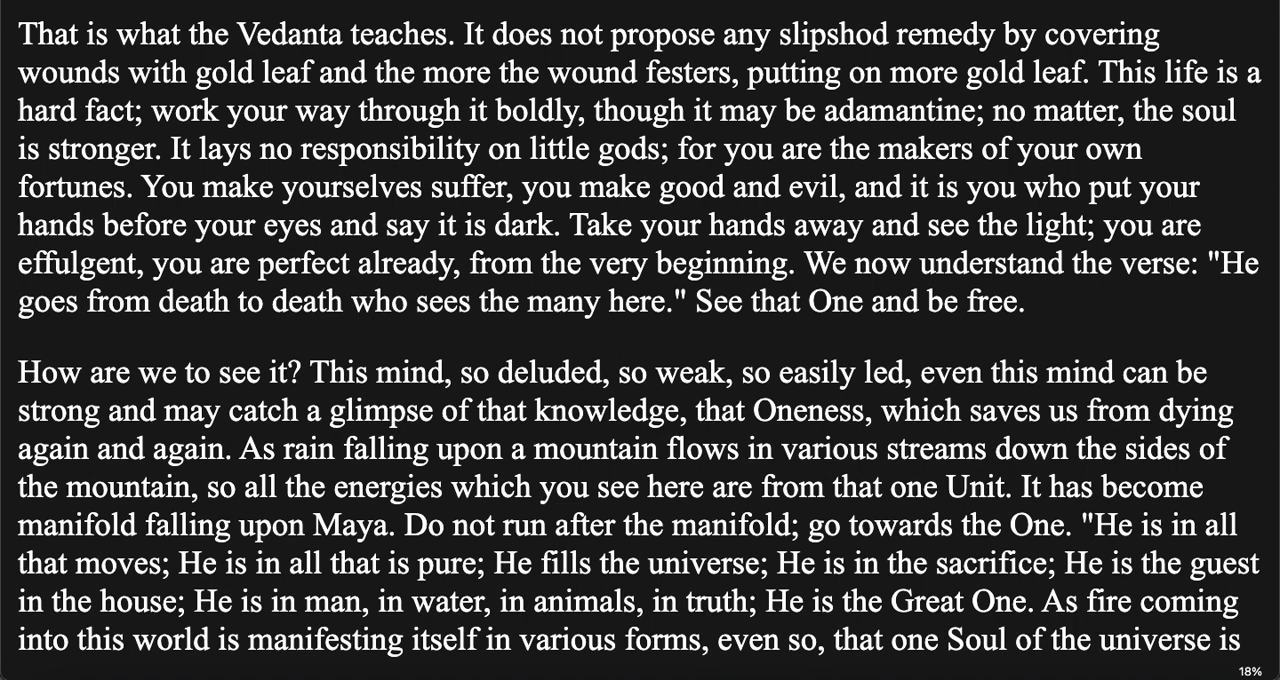 That is what the Vedanta teaches. It does not propose any slipshod remedy by covering
wounds with gold leaf and the more the wound festers, putting on more gold leaf. This life is a
hard fact; work your way through it boldly, though it may be adamantine; no matter, the soul
is stronger. It lays no responsibility on little gods; for you are the makers of your own
fortunes. You make yourselves suffer, you make good and evil, and it is you who put your
hands before your eyes and say it is dark. Take your hands away and see the light; you are
effulgent, you are perfect already, from the very beginning. We now understand the verse: "He
goes from death to death who sees the many here." See that One and be free.
How are we to see it? This mind, so deluded, so weak, so easily led, even this mind can be
strong and may catch a glimpse of that knowledge, that Oneness, which saves us from dying
again and again. As rain falling upon a mountain flows in various streams down the sides of
the mountain, so all the energies which you see here are from that one Unit. It has become
manifold falling upon Maya. Do not run after the manifold; go towards the One. "He is in all
that moves; He is in all that is pure; He fills the universe; He is in the sacrifice; He is the guest
in the house; He is in man, in water, in animals, in truth; He is the Great One. As fire coming
into this world is manifesting itself in various forms, even so, that one Soul of the universe is
18%